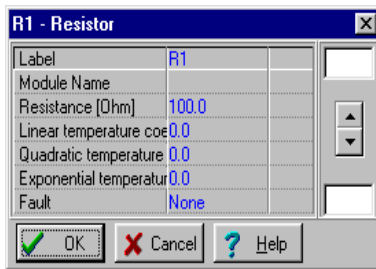 R1 - Resistor
Label R1
Module Name
Resistance [Ohm] 100.0
Linear temperature coe 0.0
Quadratic temperature 0.0
Exponential temperatur 0.0
Fault None
OK Cancel ? Help